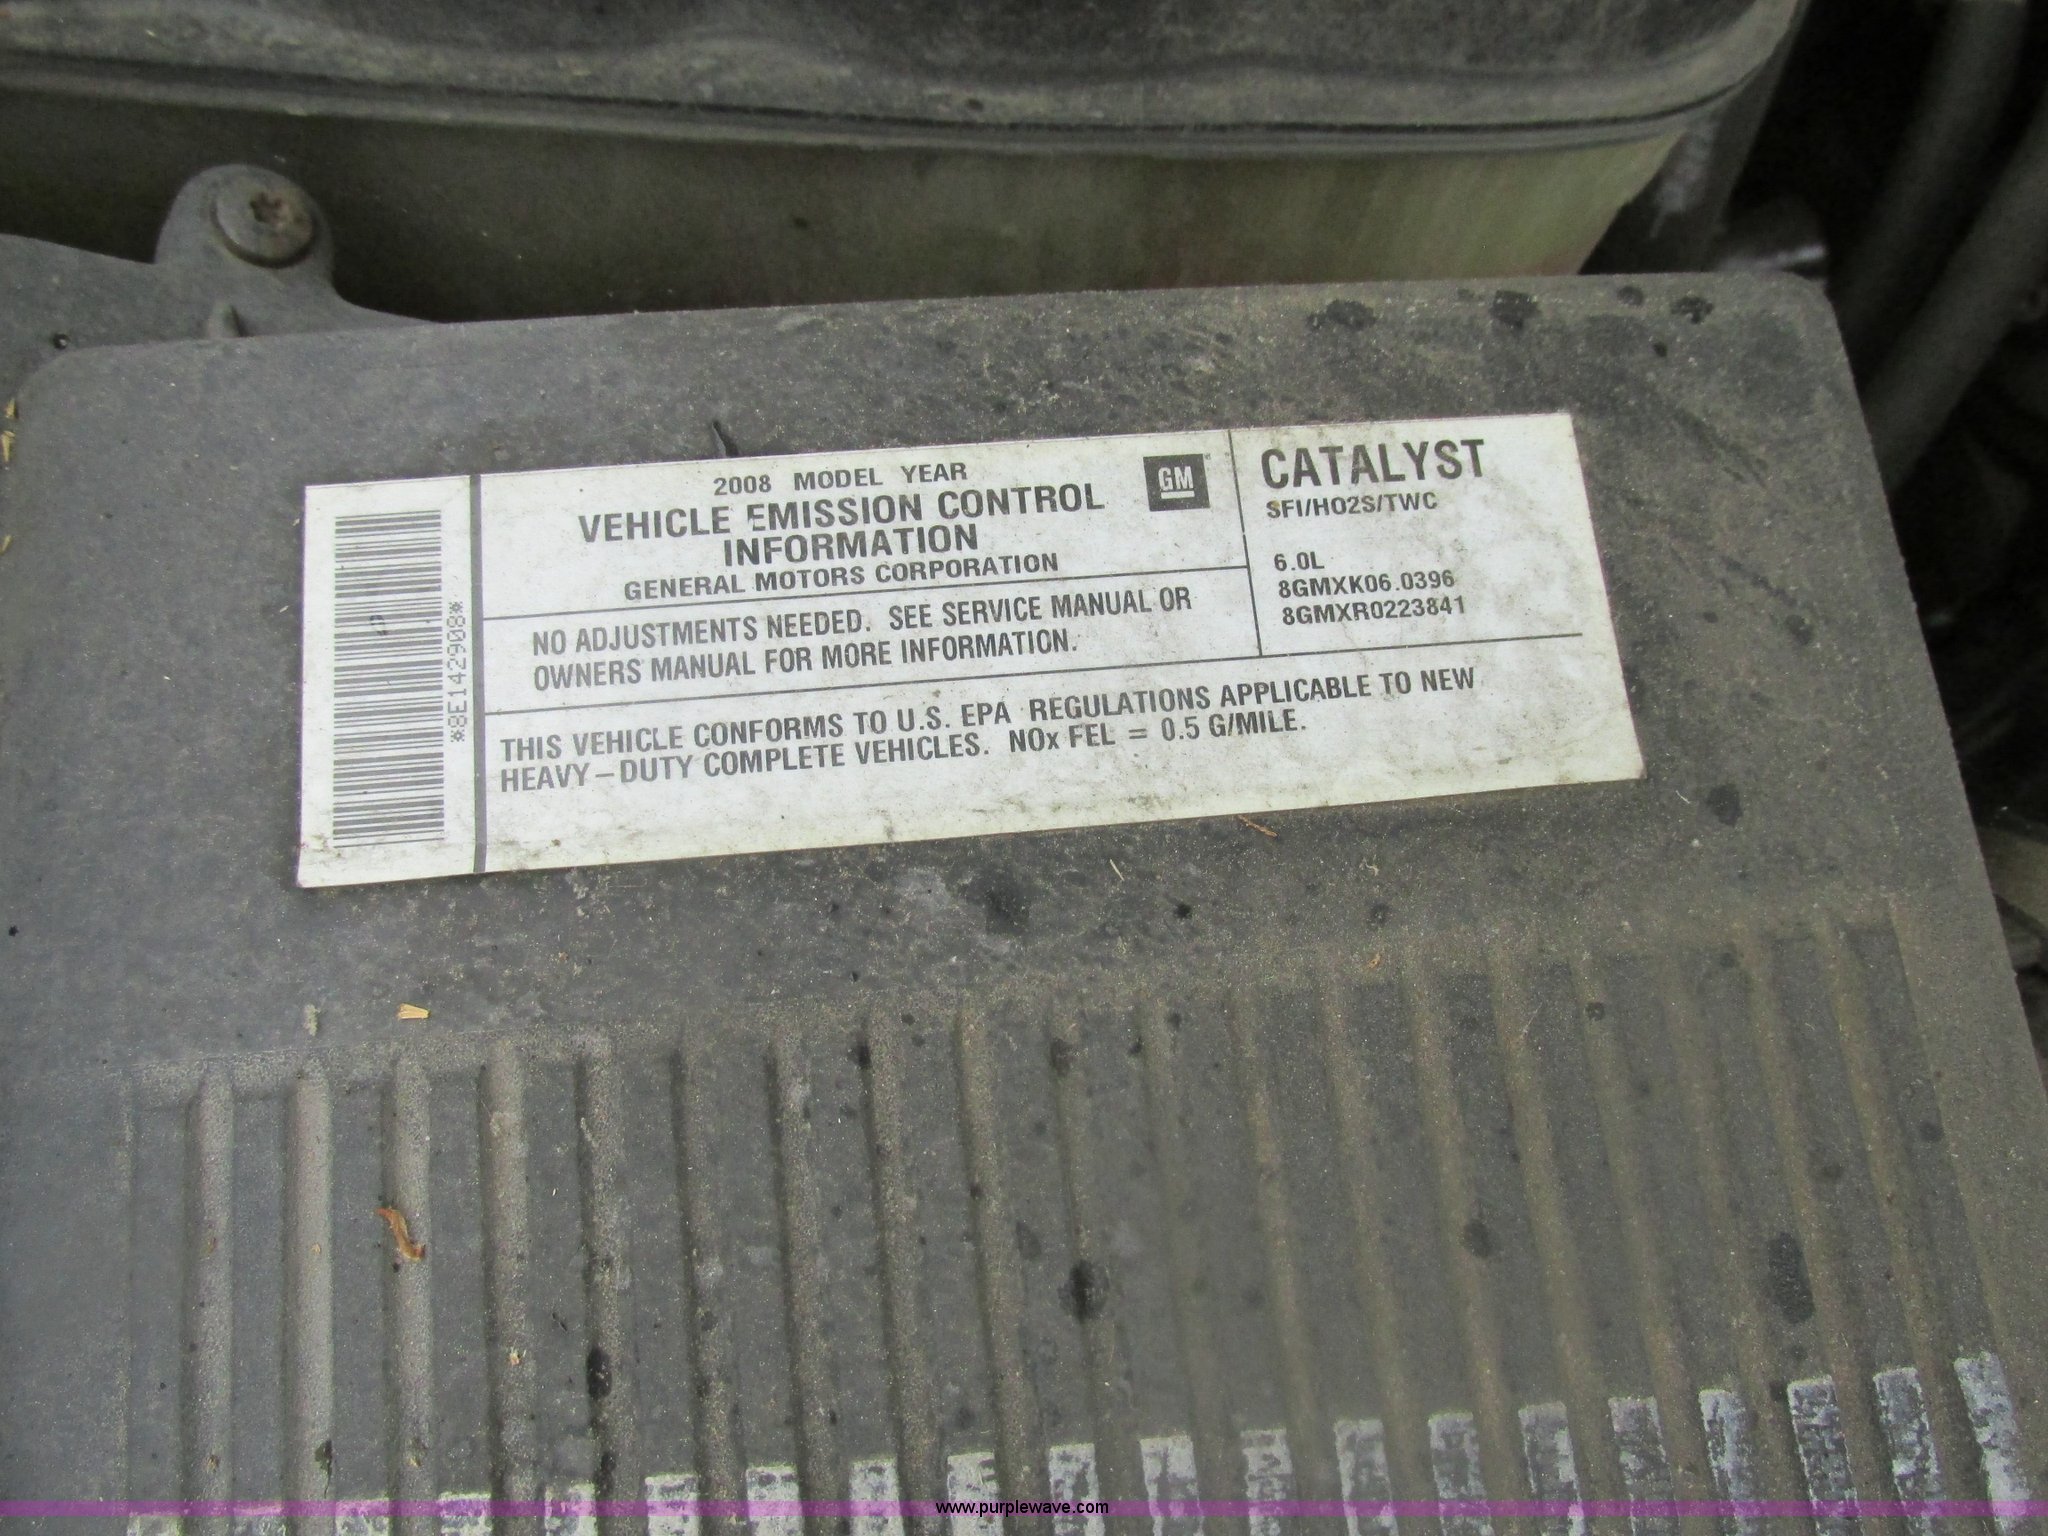 2008 MODEL YEAR
VEHICLE EMISSION CONTROL
INFORMATION
GENERAL MOTORS CORPORATION
GM
NO ADJUSTMENTS NEEDED. SEE SERVICE MANUAL OR
OWNERS MANUAL FOR MORE INFORMATION.
CATALYST
SFI/HO2S/TWC
6.0L
8GMXK06.0396
8GMXR0223841
THIS VEHICLE CONFORMS TO U.S. EPA REGULATIONS APPLICABLE TO NEW
HEAVY-DUTY COMPLETE VEHICLES. NOx FEL = 0.5 G/MILE.
*8E142908*
www.purplewave.com